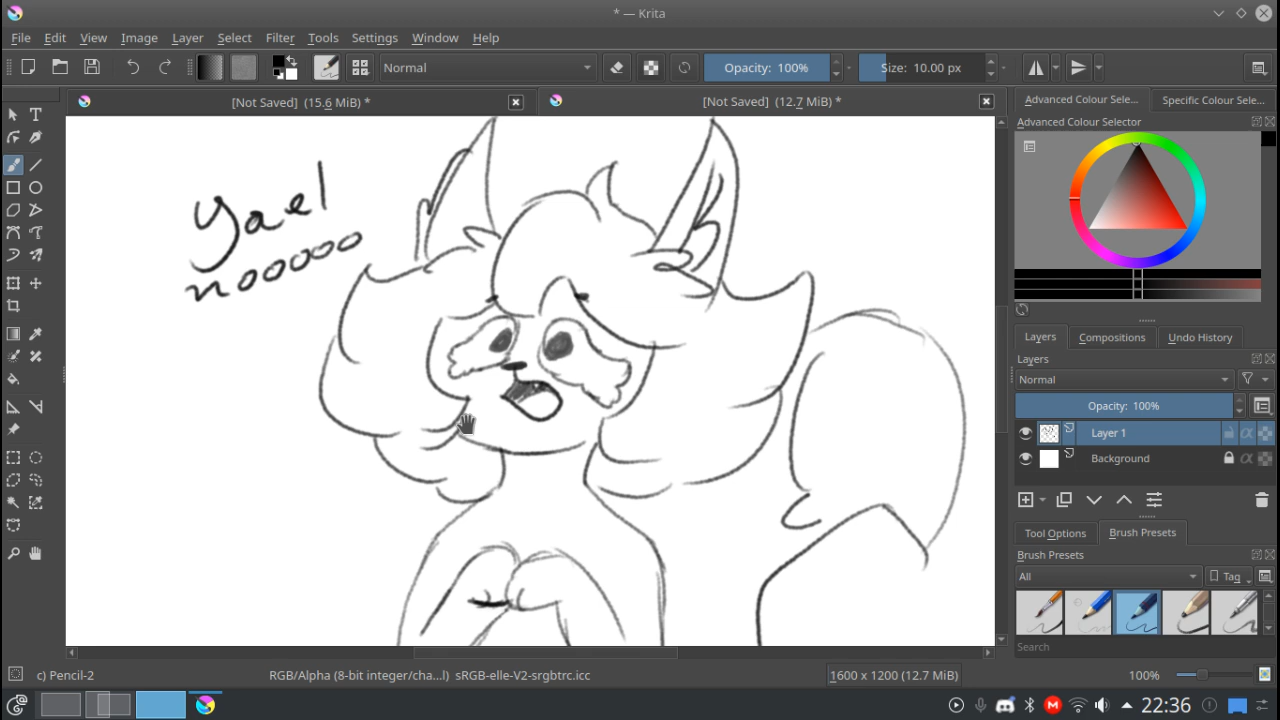 * — Krita
File Edit View Image Layer Select Filter Tools Settings Window Help
Normal Opacity: 100% Size: 10.00 px
[Not Saved] (15.6 MiB) * [Not Saved] (12.7 MiB) *
Advanced Colour Sele... Specific Colour Sele...
Advanced Colour Selector
Yael
nooooo
Layers Compositions Undo History
Layers
Normal
Opacity: 100%
Layer 1
Background
Tool Options Brush Presets
Brush Presets
All Tag
Search
c) Pencil-2 RGB/Alpha (8-bit integer/cha...l) sRGB-elle-V2-srgbtrc.icc 1600 x 1200 (12.7 MiB) 100%
22:36